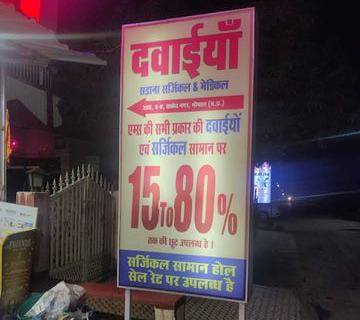 दवाईयाँ
सडाना सर्जिकल & मेडिकल
एम्स की सभी प्रकार की दवाईयों
एवं सर्जिकल सामान पर
15 TO 80%
तक की छूट उपलब्ध है।
सर्जिकल सामान होल
सेल रेट पर उपलब्ध है